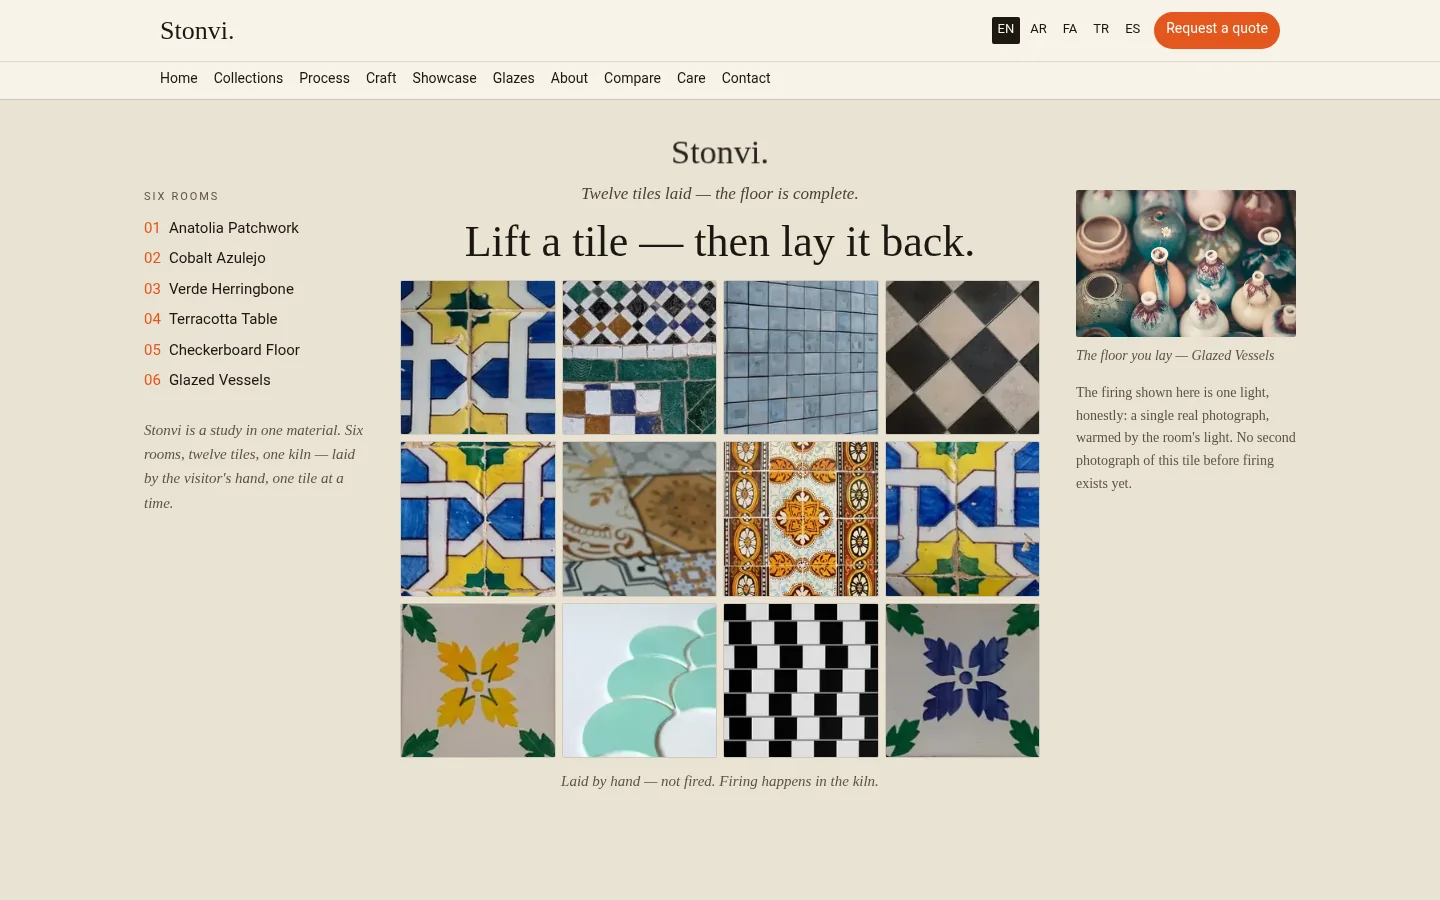 Stonvi.
EN AR FA TR ES Request a quote
Home Collections Process Craft Showcase Glazes About Compare Care Contact
Stonvi.
Twelve tiles laid — the floor is complete.
Lift a tile — then lay it back.
SIX ROOMS
01 Anatolia Patchwork
02 Cobalt Azulejo
03 Verde Herringbone
04 Terracotta Table
05 Checkerboard Floor
06 Glazed Vessels
Stonvi is a study in one material. Six
rooms, twelve tiles, one kiln — laid
by the visitor's hand, one tile at a
time.
Laid by hand — not fired. Firing happens in the kiln.
The floor you lay — Glazed Vessels
The firing shown here is one light,
honestly: a single real photograph,
warmed by the room's light. No second
photograph of this tile before firing
exists yet.